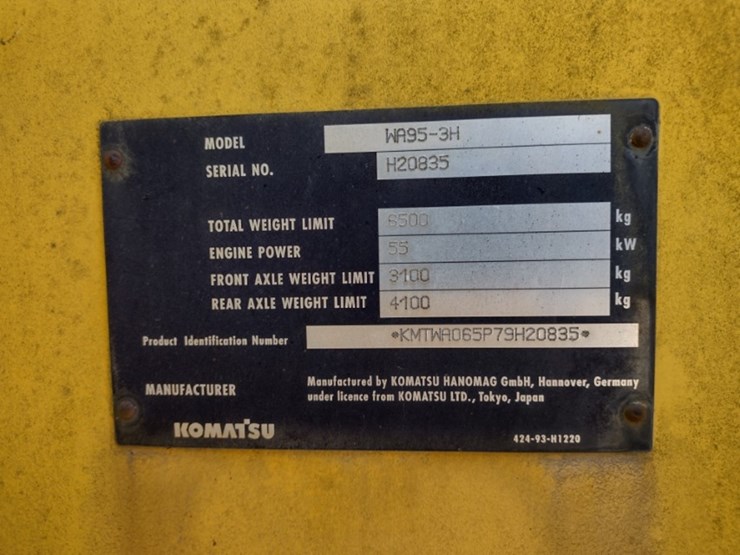 MODEL WA95-3H
SERIAL NO. H20835
TOTAL WEIGHT LIMIT 6500 kg
ENGINE POWER 55 kW
FRONT AXLE WEIGHT LIMIT 3100 kg
REAR AXLE WEIGHT LIMIT 4100 kg
Product Identification Number *KMTWA065P79H20835*
MANUFACTURER Manufactured by KOMATSU HANOMAG GmbH, Hannover, Germany
under licence from KOMATSU LTD., Tokyo, Japan
KOMATSU 424-93-H1220